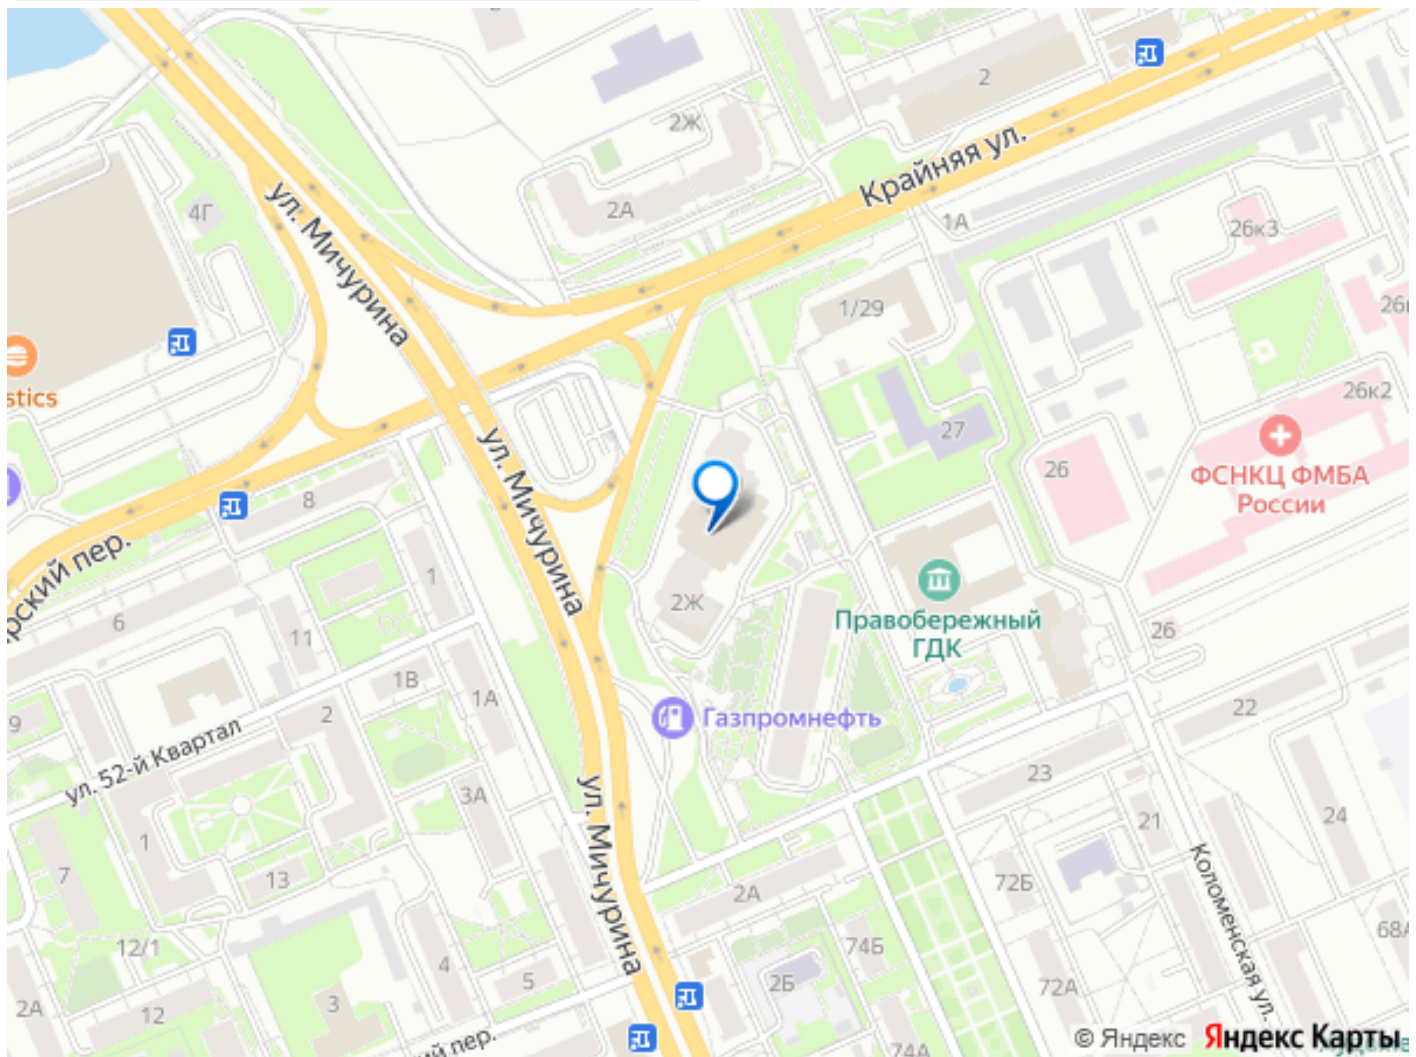 2
2Ж
Крайняя ул.
4Г
2А
1А
26к3
ул. Мичурина
1/29
26к2
stics
27
ФСНКЦ ФМБА
России
26
ул. Мичурина
8
рский пер.
1
Правобережный
ГДК
2Ж
6
11
26
1В
1А
9
2
22
Газпромнефть
ул. 52-й Квартал
23
3А
ул. Мичурина
1
21
24
7
13
Коломенская ул.
72Б
2А
12/1
74Б
68А
4
5
2Б
72А
2А
12
3
ий пер.
74А
© Яндекс Яндекс Карты